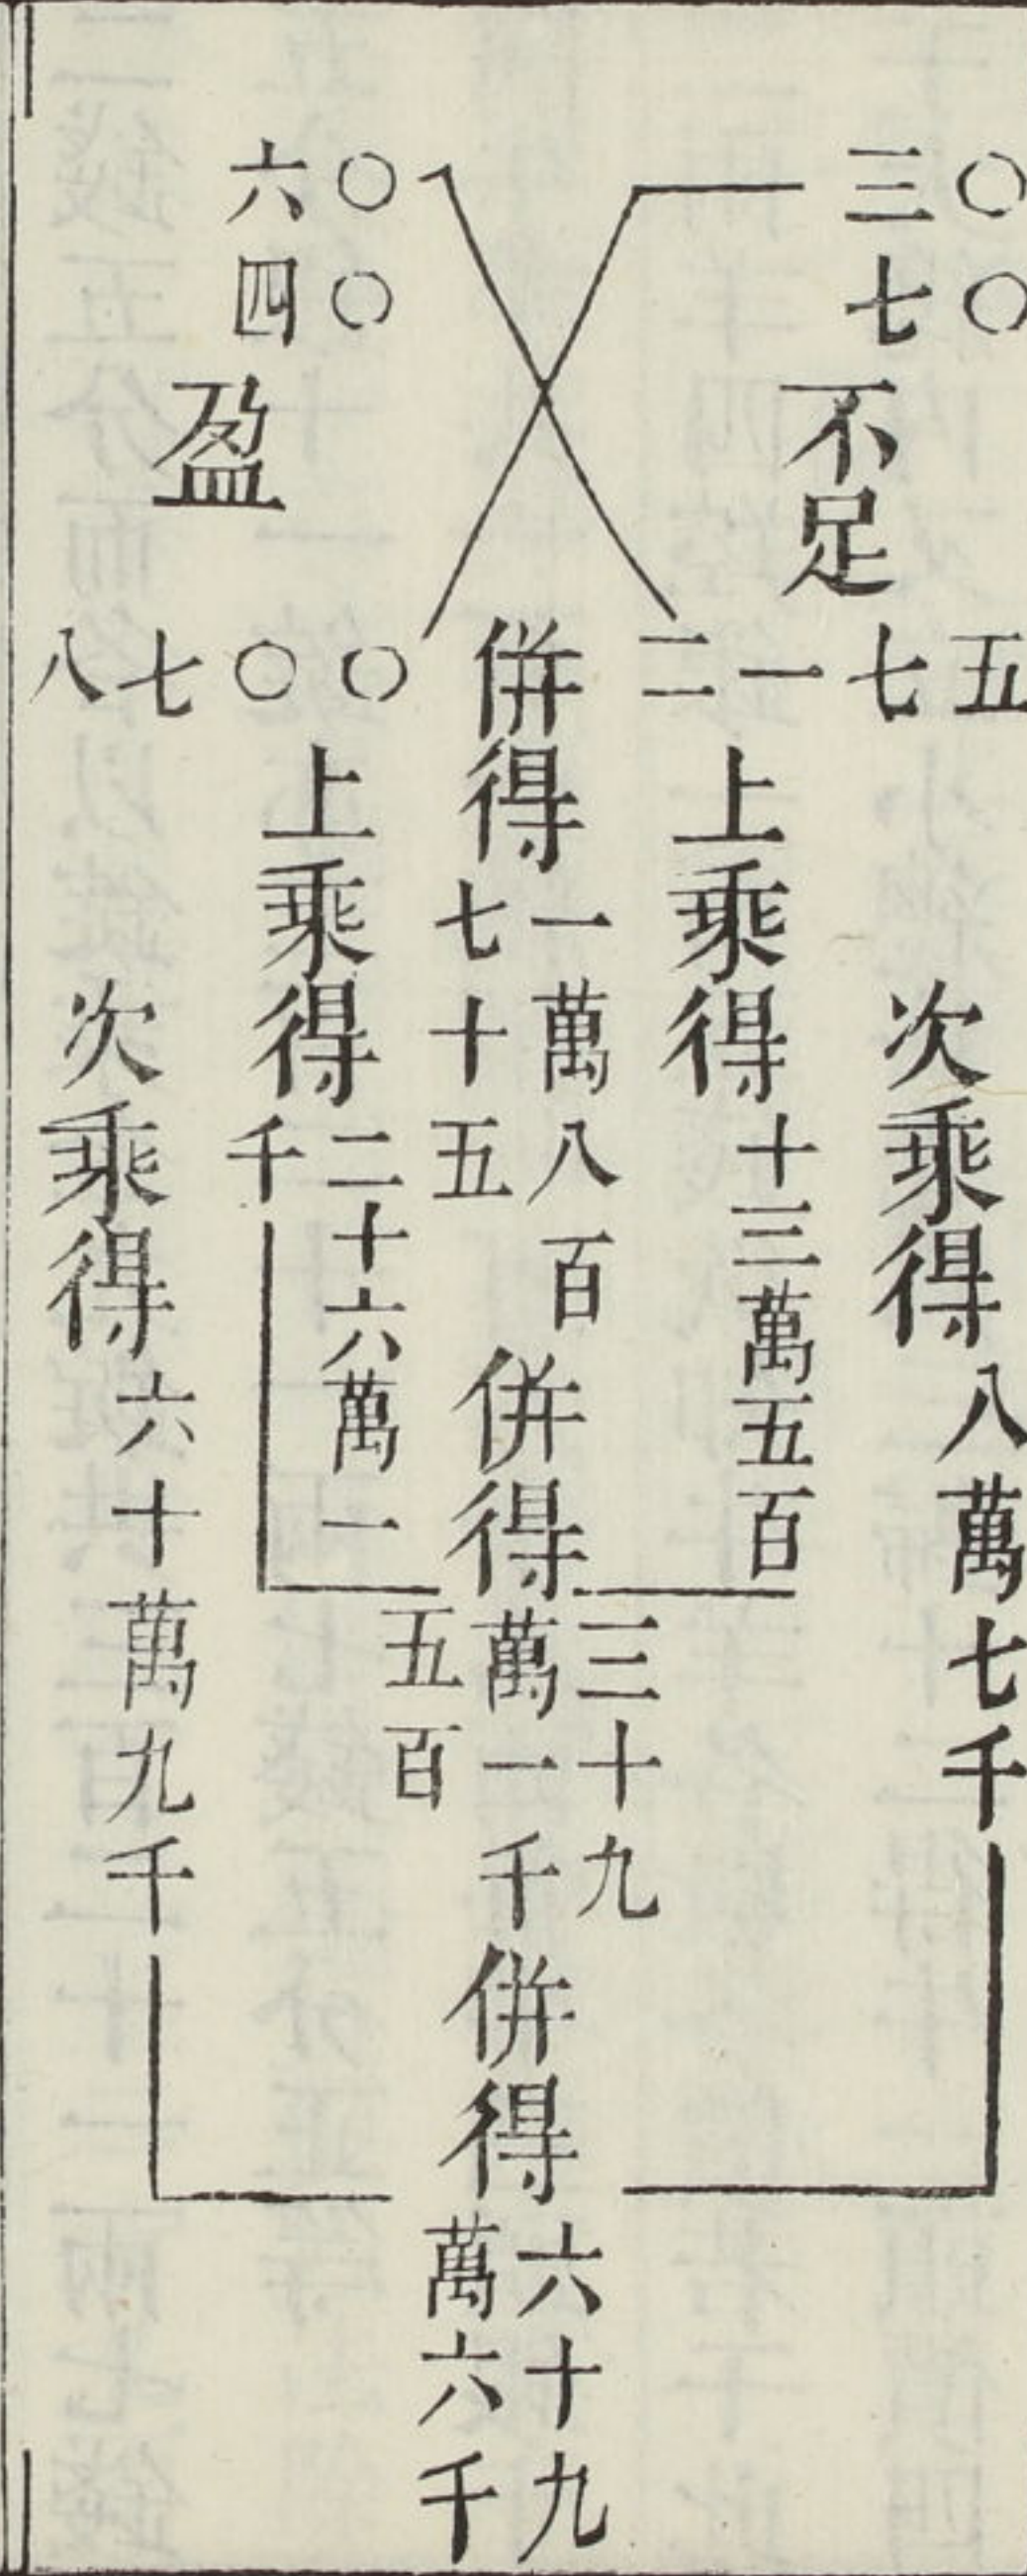 三〇
七〇
不足
二一七五
次乘得八萬七千
上乘得十三萬五百
併得一萬八百七十五
併得三十九萬一千五百
併得六十九萬六千
六〇
四〇
盈
八七〇〇
上乘得二十六萬一千
次乘得六十萬九千